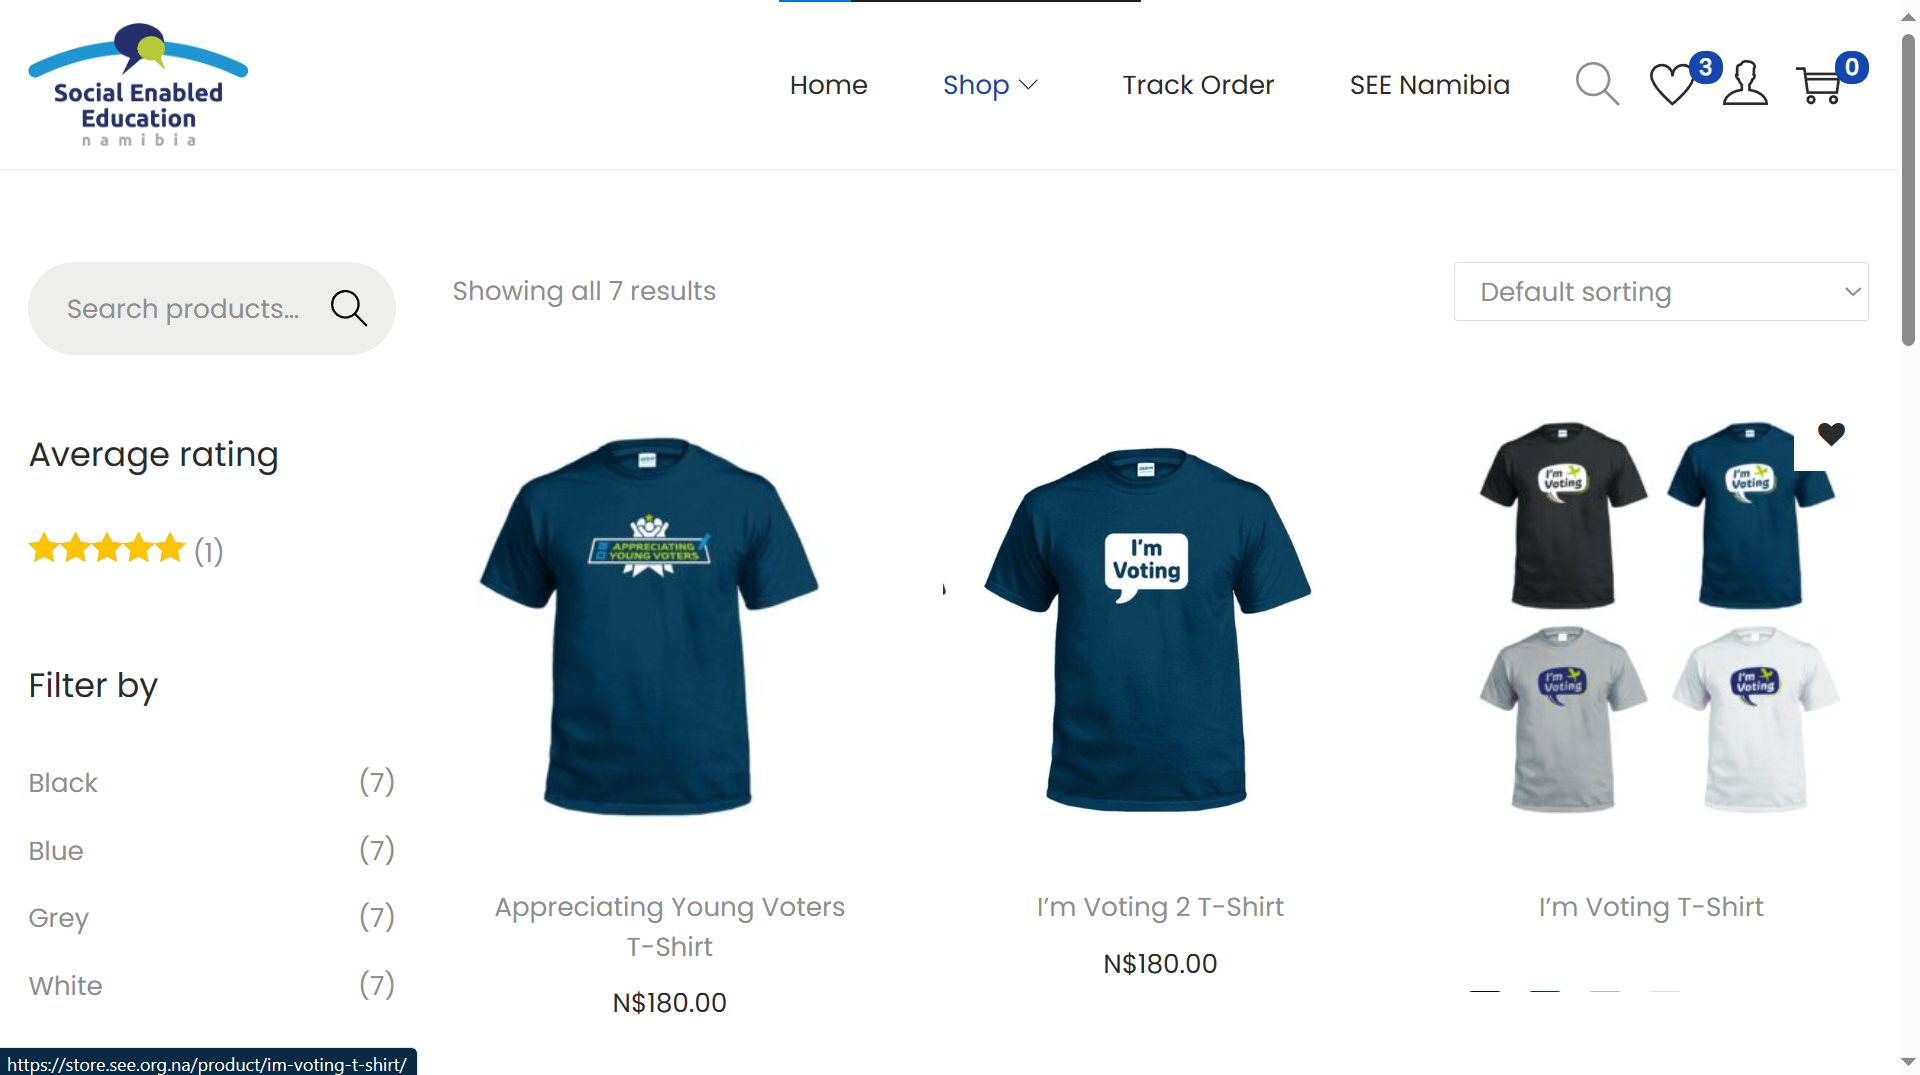 Social Enabled
Education
namibia
Home
Shop
Track Order
SEE Namibia
3
0
Search products...
Showing all 7 results
Default sorting
Average rating
(1)
Filter by
Black (7)
Blue (7)
Grey (7)
White (7)
APPRECIATING
YOUNG VOTERS
I'm
Voting
I'm
Voting
I'm
Voting
I'm
Voting
I'm
Voting
Appreciating Young Voters
T-Shirt
N$180.00
I’m Voting 2 T-Shirt
N$180.00
I’m Voting T-Shirt
https://store.see.org.na/product/im-voting-t-shirt/